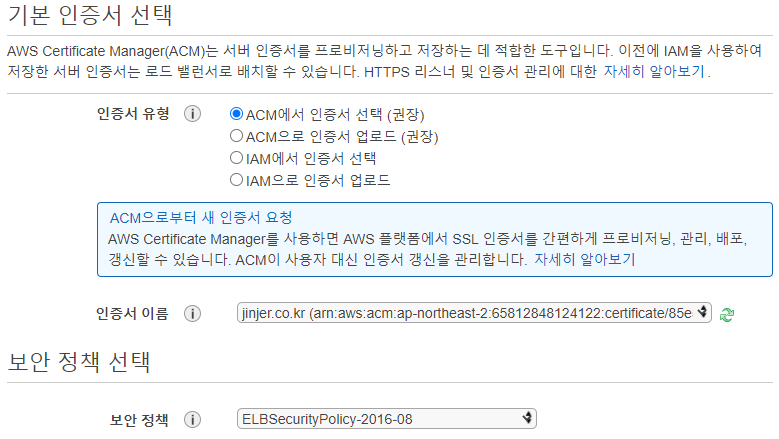 기본 인증서 선택
AWS Certificate Manager(ACM)는 서버 인증서를 프로비저닝하고 저장하는 데 적합한 도구입니다. 이전에 IAM을 사용하여
저장한 서버 인증서는 로드 밸런서로 배치할 수 있습니다. HTTPS 리스너 및 인증서 관리에 대한 자세히 알아보기.
인증서 유형 i
ACM에서 인증서 선택 (권장)
ACM으로 인증서 업로드 (권장)
IAM에서 인증서 선택
IAM으로 인증서 업로드
ACM으로부터 새 인증서 요청
AWS Certificate Manager를 사용하면 AWS 플랫폼에서 SSL 인증서를 간편하게 프로비저닝, 관리, 배포,
갱신할 수 있습니다. ACM이 사용자 대신 인증서 갱신을 관리합니다. 자세히 알아보기
인증서 이름 i jinjer.co.kr (arn:aws:acm:ap-northeast-2:65812848124122:certificate/85e
보안 정책 선택
보안 정책 i ELBSecurityPolicy-2016-08